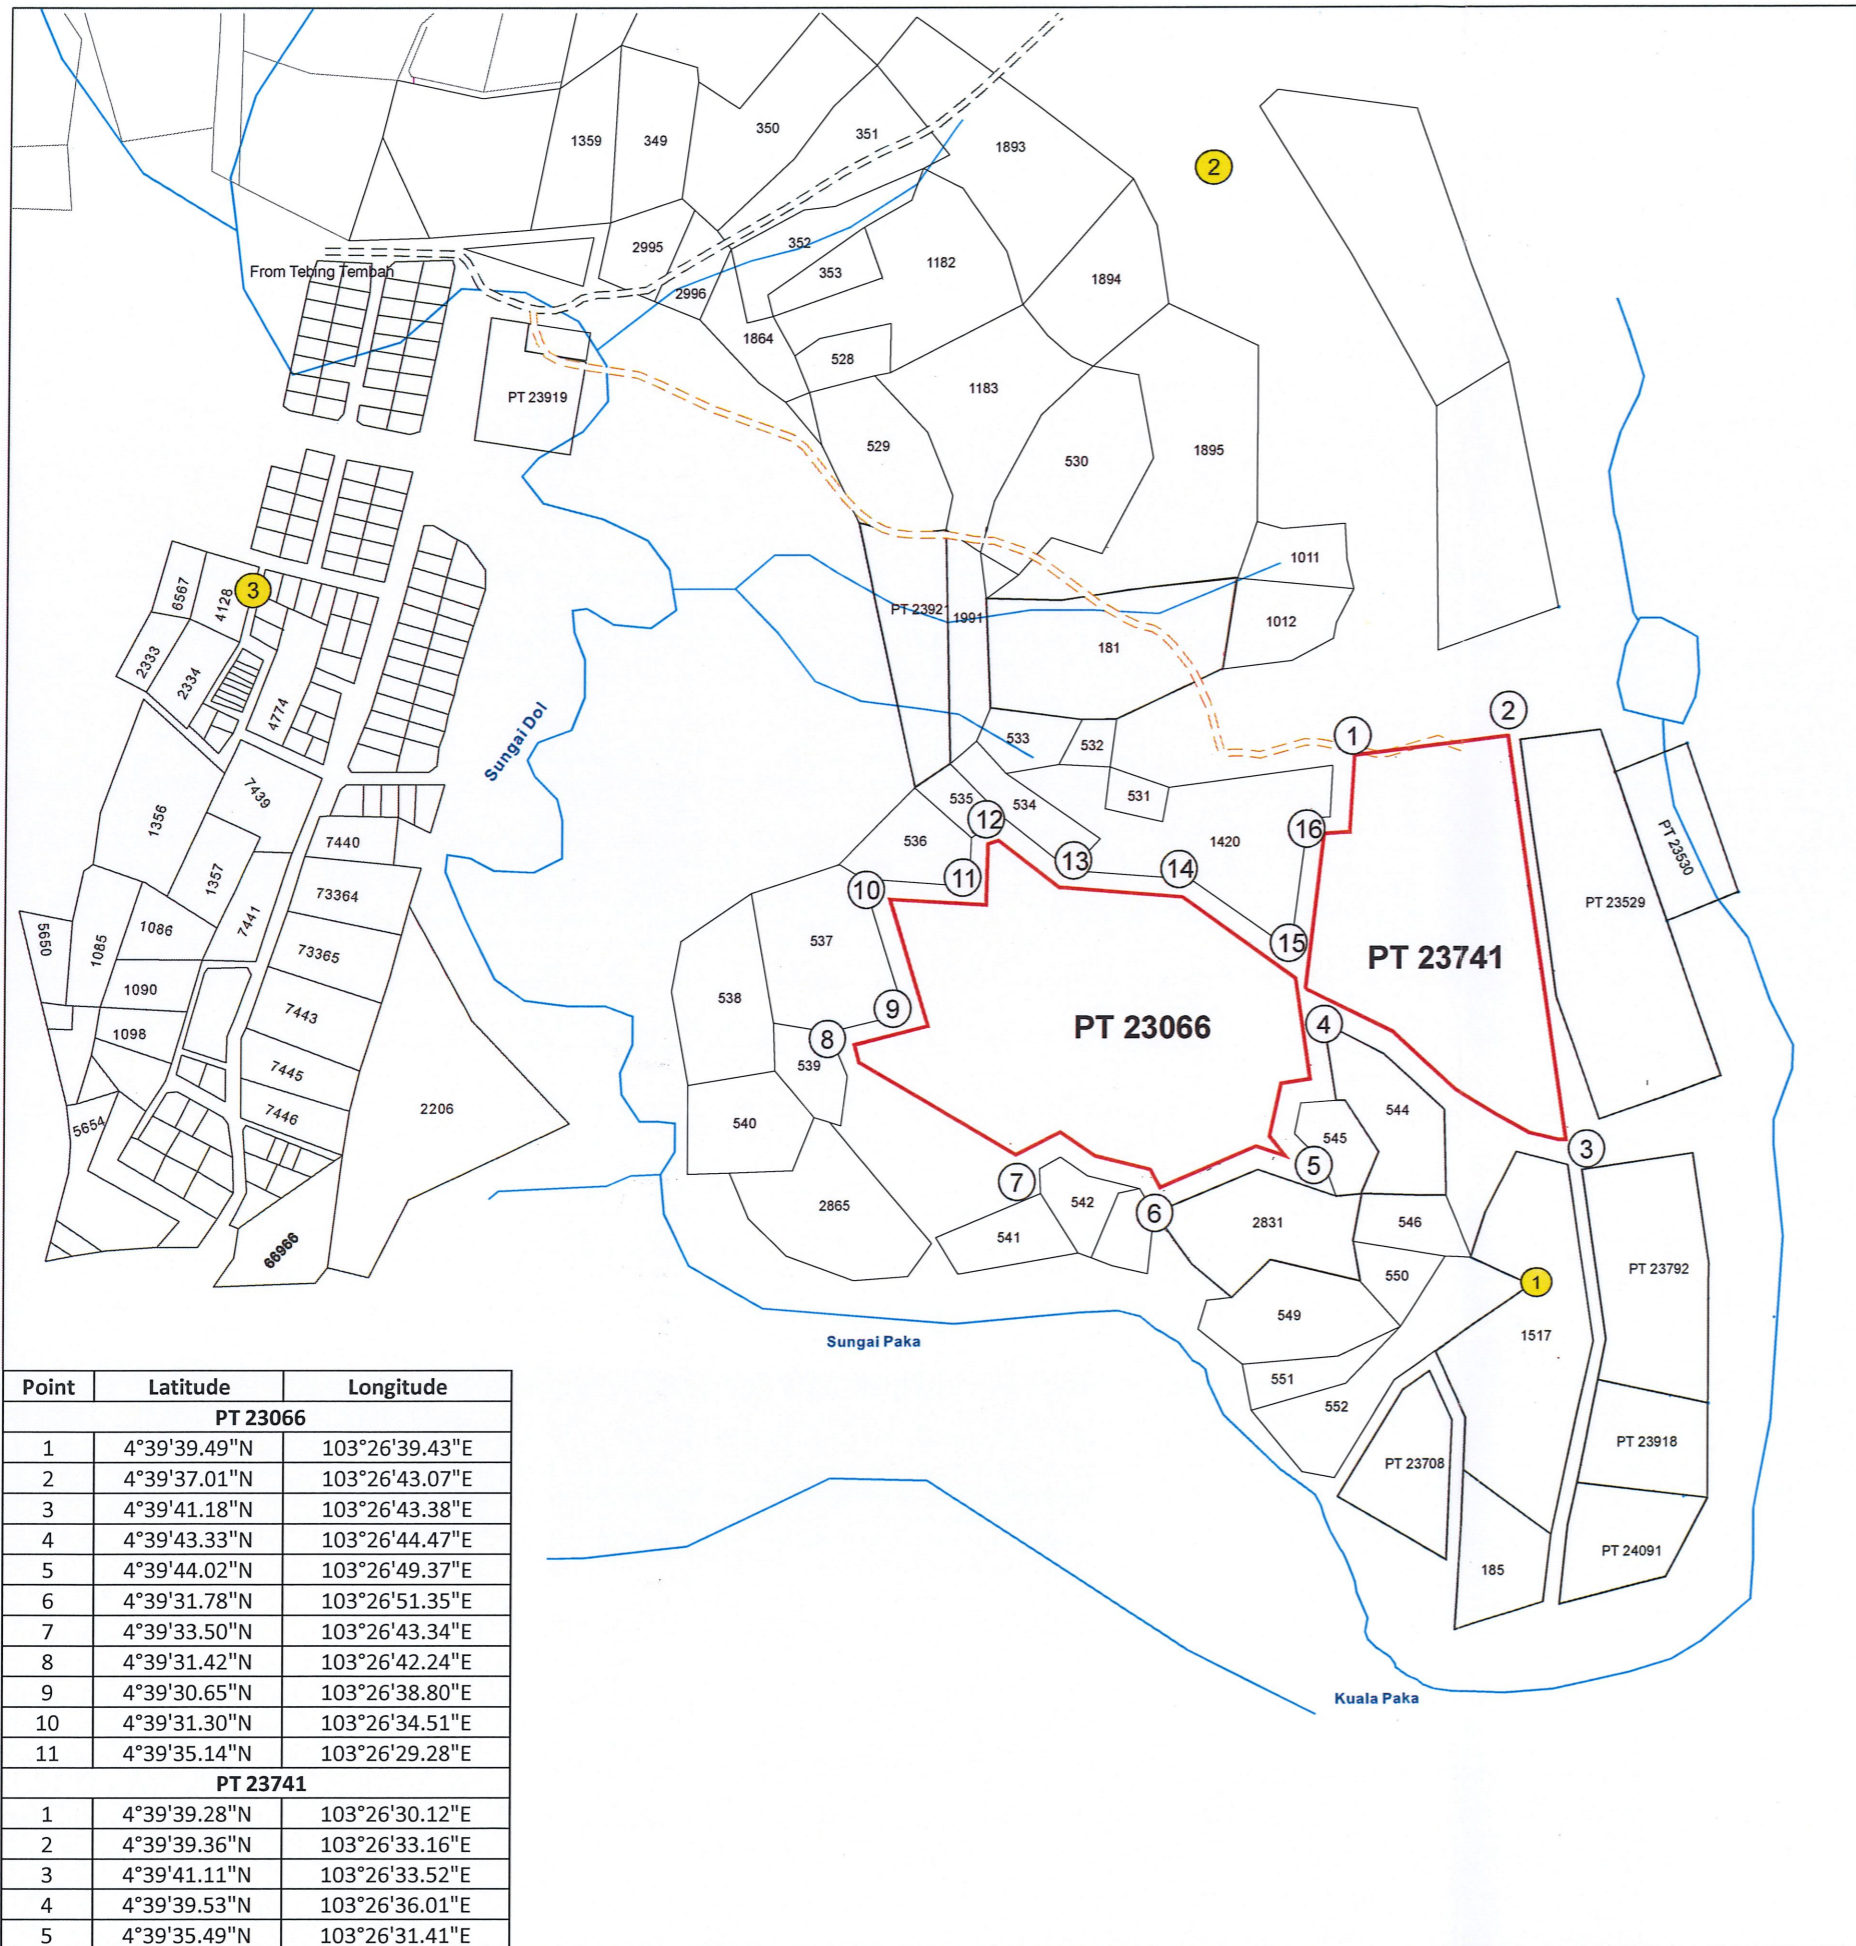 1359
349
350
351
1893
2
From Tebing Tembah
2995
2996
352
353
1182
1894
1864
528
1183
PT 23919
529
530
1895
1011
6567
4128
3
PT 23921
1991
181
1012
2333
2334
4774
Sungai Dol
533
532
1
2
531
535
534
1420
536
12
16
13
14
11
10
15
PT 23529
PT 23530
1356
7439
7440
1357
73364
7441
73365
5650
1085
1086
1090
1098
7443
7445
7446
5654
2206
66966
537
538
9
8
539
540
PT 23741
PT 23066
4
544
545
5
3
7
542
6
541
2865
2831
546
550
1
549
1517
551
552
PT 23792
PT 23918
PT 23708
PT 24091
185
Sungai Paka
Kuala Paka
Point Latitude Longitude
PT 23066
1 4°39'39.49"N 103°26'39.43"E
2 4°39'37.01"N 103°26'43.07"E
3 4°39'41.18"N 103°26'43.38"E
4 4°39'43.33"N 103°26'44.47"E
5 4°39'44.02"N 103°26'49.37"E
6 4°39'31.78"N 103°26'51.35"E
7 4°39'33.50"N 103°26'43.34"E
8 4°39'31.42"N 103°26'42.24"E
9 4°39'30.65"N 103°26'38.80"E
10 4°39'31.30"N 103°26'34.51"E
11 4°39'35.14"N 103°26'29.28"E
PT 23741
1 4°39'39.28"N 103°26'30.12"E
2 4°39'39.36"N 103°26'33.16"E
3 4°39'41.11"N 103°26'33.52"E
4 4°39'39.53"N 103°26'36.01"E
5 4°39'35.49"N 103°26'31.41"E